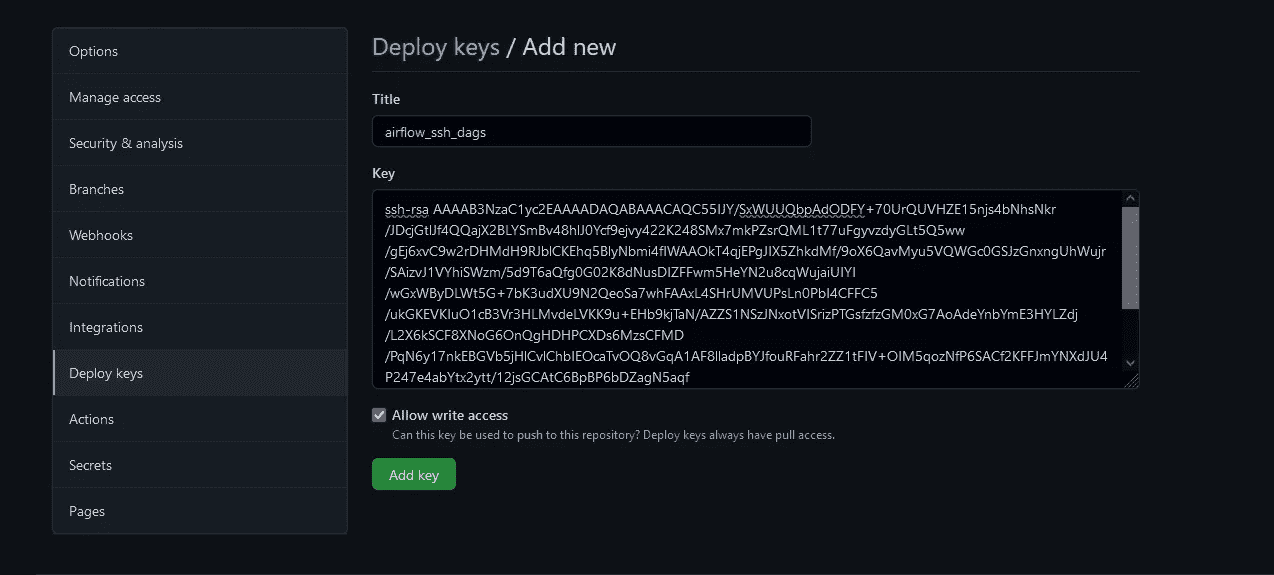 Options
Manage access
Security & analysis
Branches
Webhooks
Notifications
Integrations
Deploy keys
Actions
Secrets
Pages
Deploy keys / Add new
Title
airflow_ssh_dags
Key
ssh-rsa AAAAB3NzaC1yc2EAAAADAQABAAACAQC55IJY/SxWUUQbpAdODFY+70UrQUVHZE15njs4bNhsNkr
/JDcjGtlJf4QQajX2BLYSmBv48hlJ0Ycf9ejvy422K248SMx7mkPZsrQML1t77uFgyvzdyGLt5Q5ww
/gEj6xvC9w2rDHMdH9RJblCKEhq5BlyNbmi4fIWAAOkT4qjEPgJIX5ZhkdMf/9oX6QavMyu5VQWGc0GSJzGnxngUhWujr
/SAizvJ1VYhiSWzm/5d9T6aQfg0G02K8dNusDIZFFwm5HeYN2u8cqWujaiUIYI
/wGxWByDLWt5G+7bK3udXU9N2QeoSa7whFAAxL4SHrUMVUPsLn0PbI4CFFC5
/ukGKEVKIuO1cB3Vr3HLMvdeLVKK9u+EHb9kjTaN/AZZS1NSzJNxotVISrizPTGsfzfzGM0xG7AoAdeYnbYmE3HYLZdj
/L2X6kSCF8XNoG6OnQgHDHPCXDs6MzsCFMD
/PqN6y17nkEBGVb5jHlCvlChbIEOcaTvOQ8vGqA1AF8lladpBYJfouRFahr2ZZ1tFIV+OIM5qozNfP6SACf2KFFJmYNXdJU4
P247e4abYtx2ytt/12jsGCAtC6BpBP6bDZagN5aqf
Allow write access
Can this key be used to push to this repository? Deploy keys always have pull access.
Add key